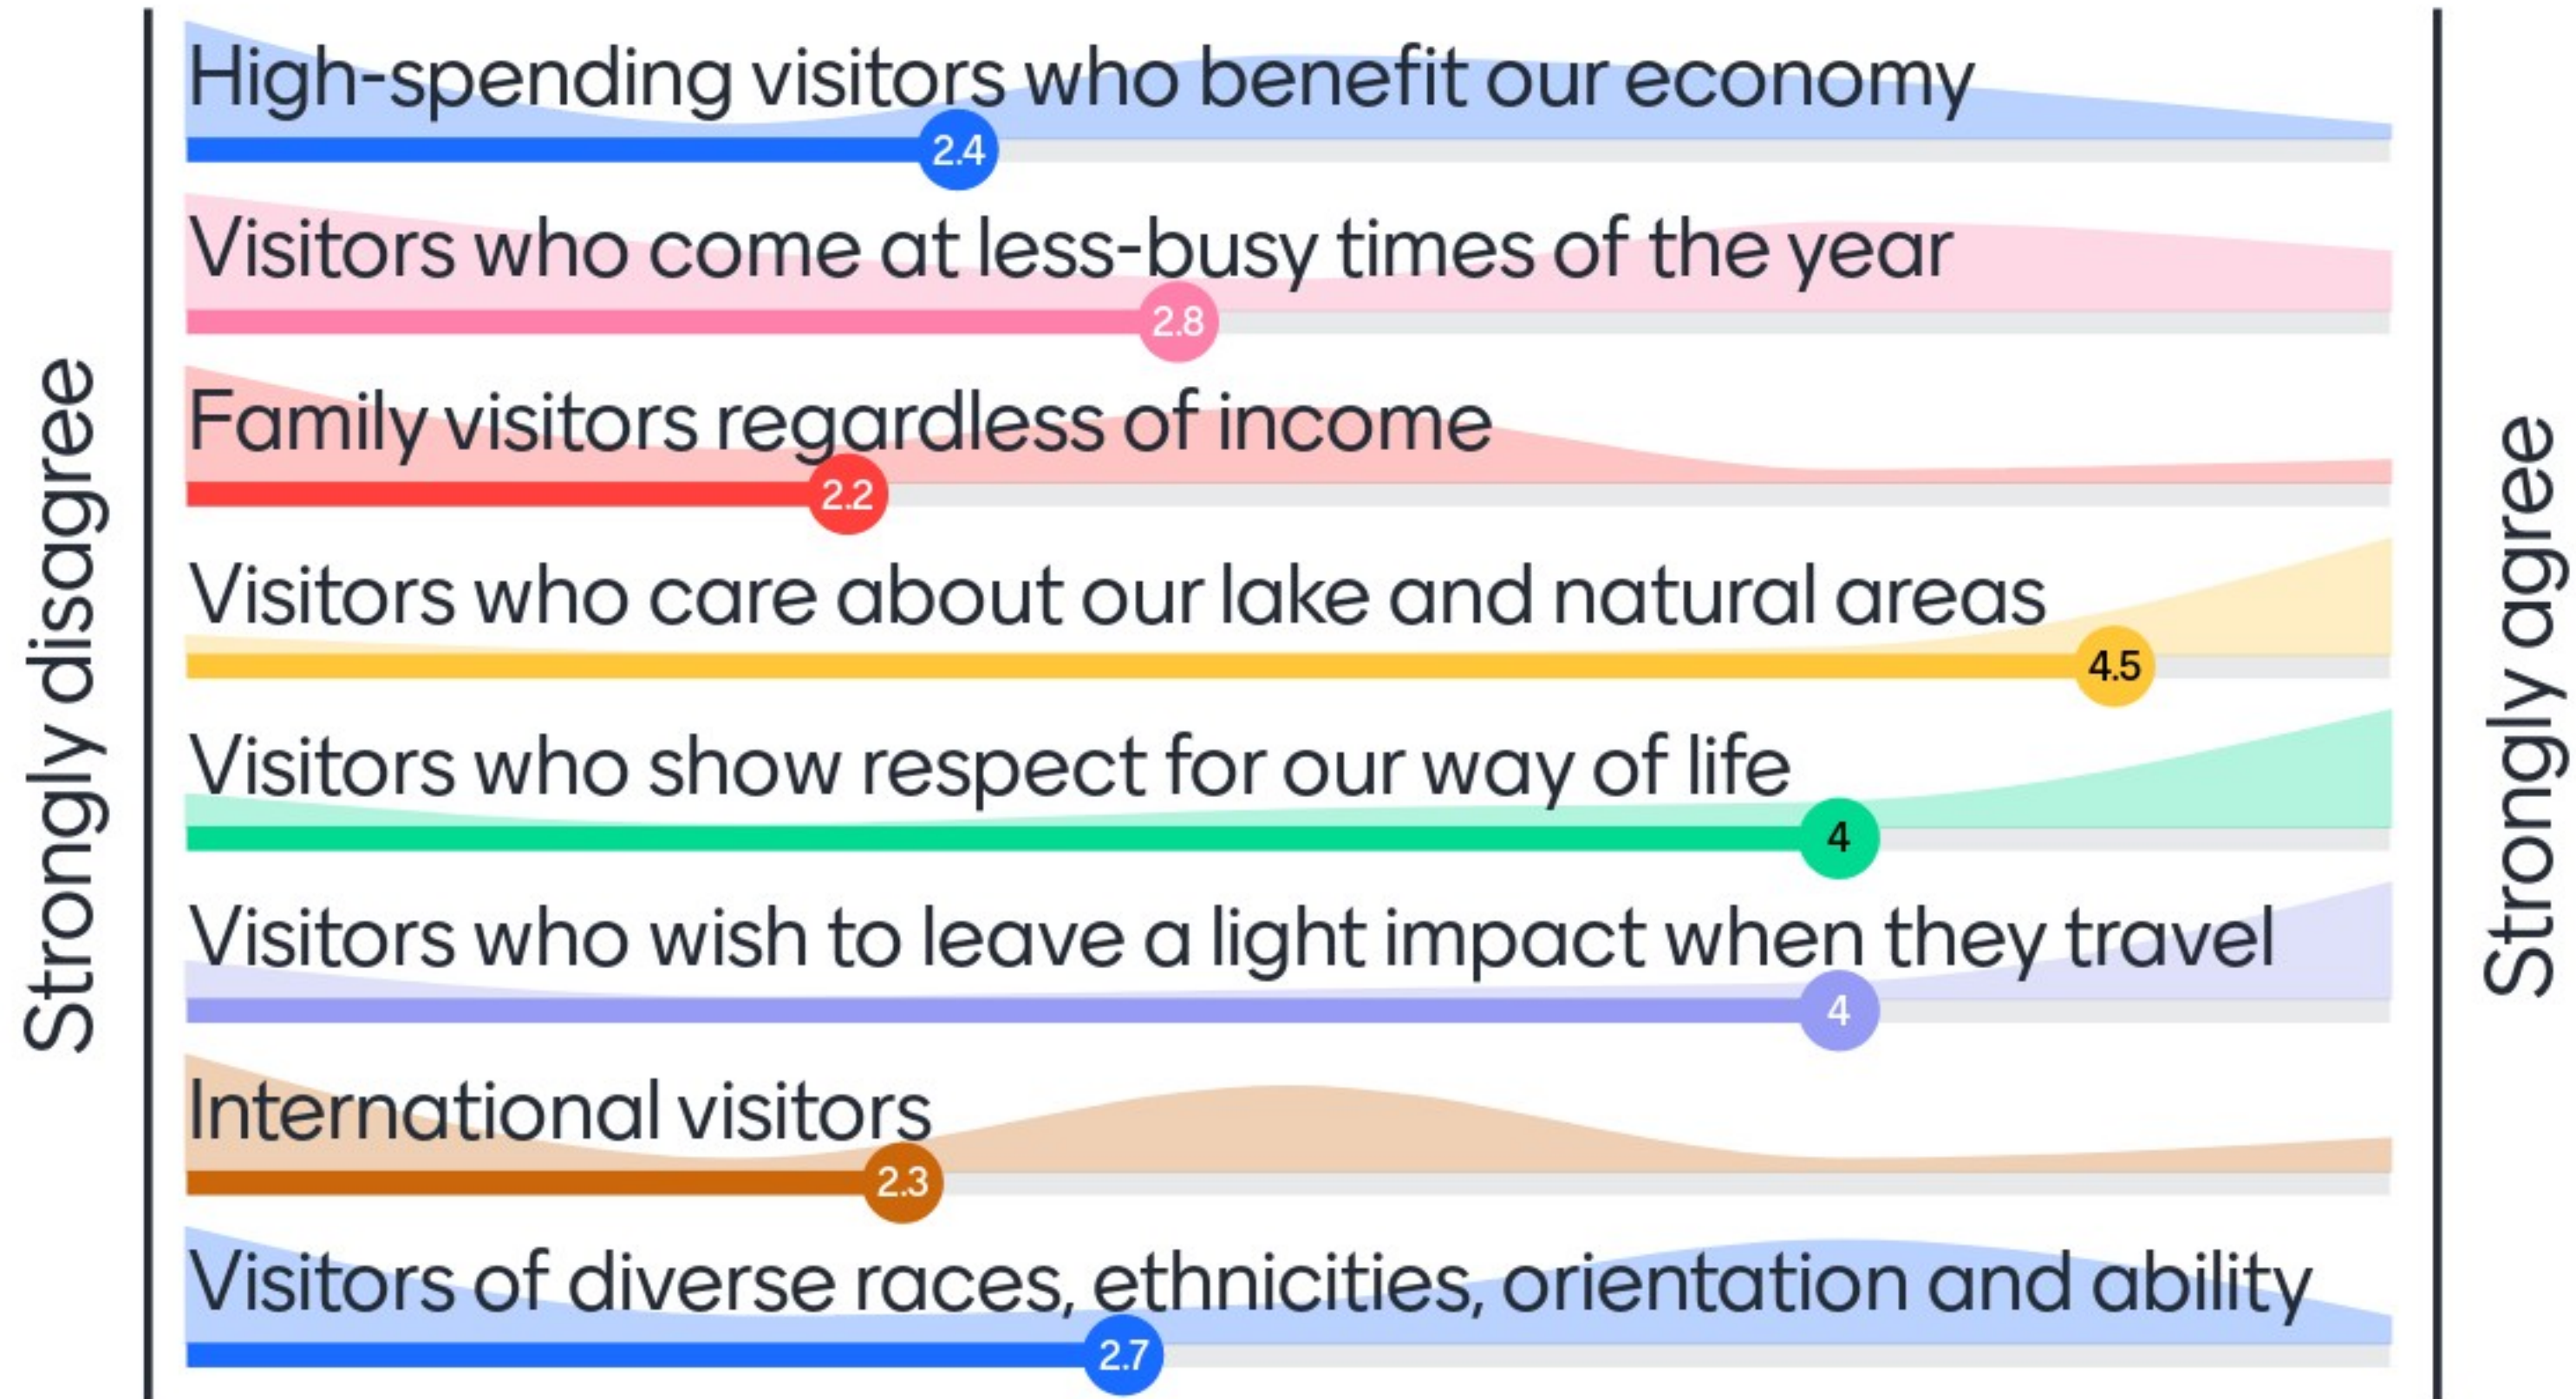 Strongly disagree
High-spending visitors who benefit our economy
2.4
Visitors who come at less-busy times of the year
2.8
Family visitors regardless of income
2.2
Visitors who care about our lake and natural areas
4.5
Visitors who show respect for our way of life
4
Visitors who wish to leave a light impact when they travel
4
International visitors
2.3
Visitors of diverse races, ethnicities, orientation and ability
2.7
Strongly agree